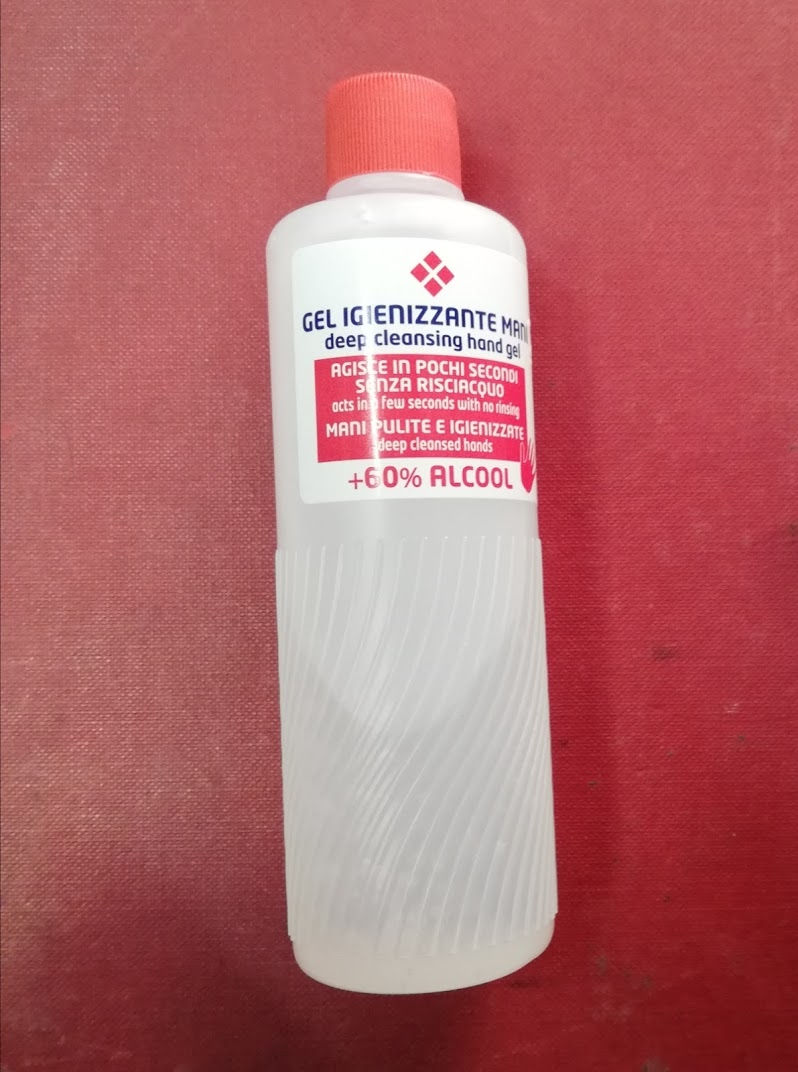 GEL IGIENIZZANTE MANI
deep cleansing hand gel
AGISCE IN POCHI SECONDI
SENZA RISCIACQUO
acts in a few seconds with no rinsing
MANI PULITE E IGIENIZZATE
deep cleansed hands
+60% ALCOOL